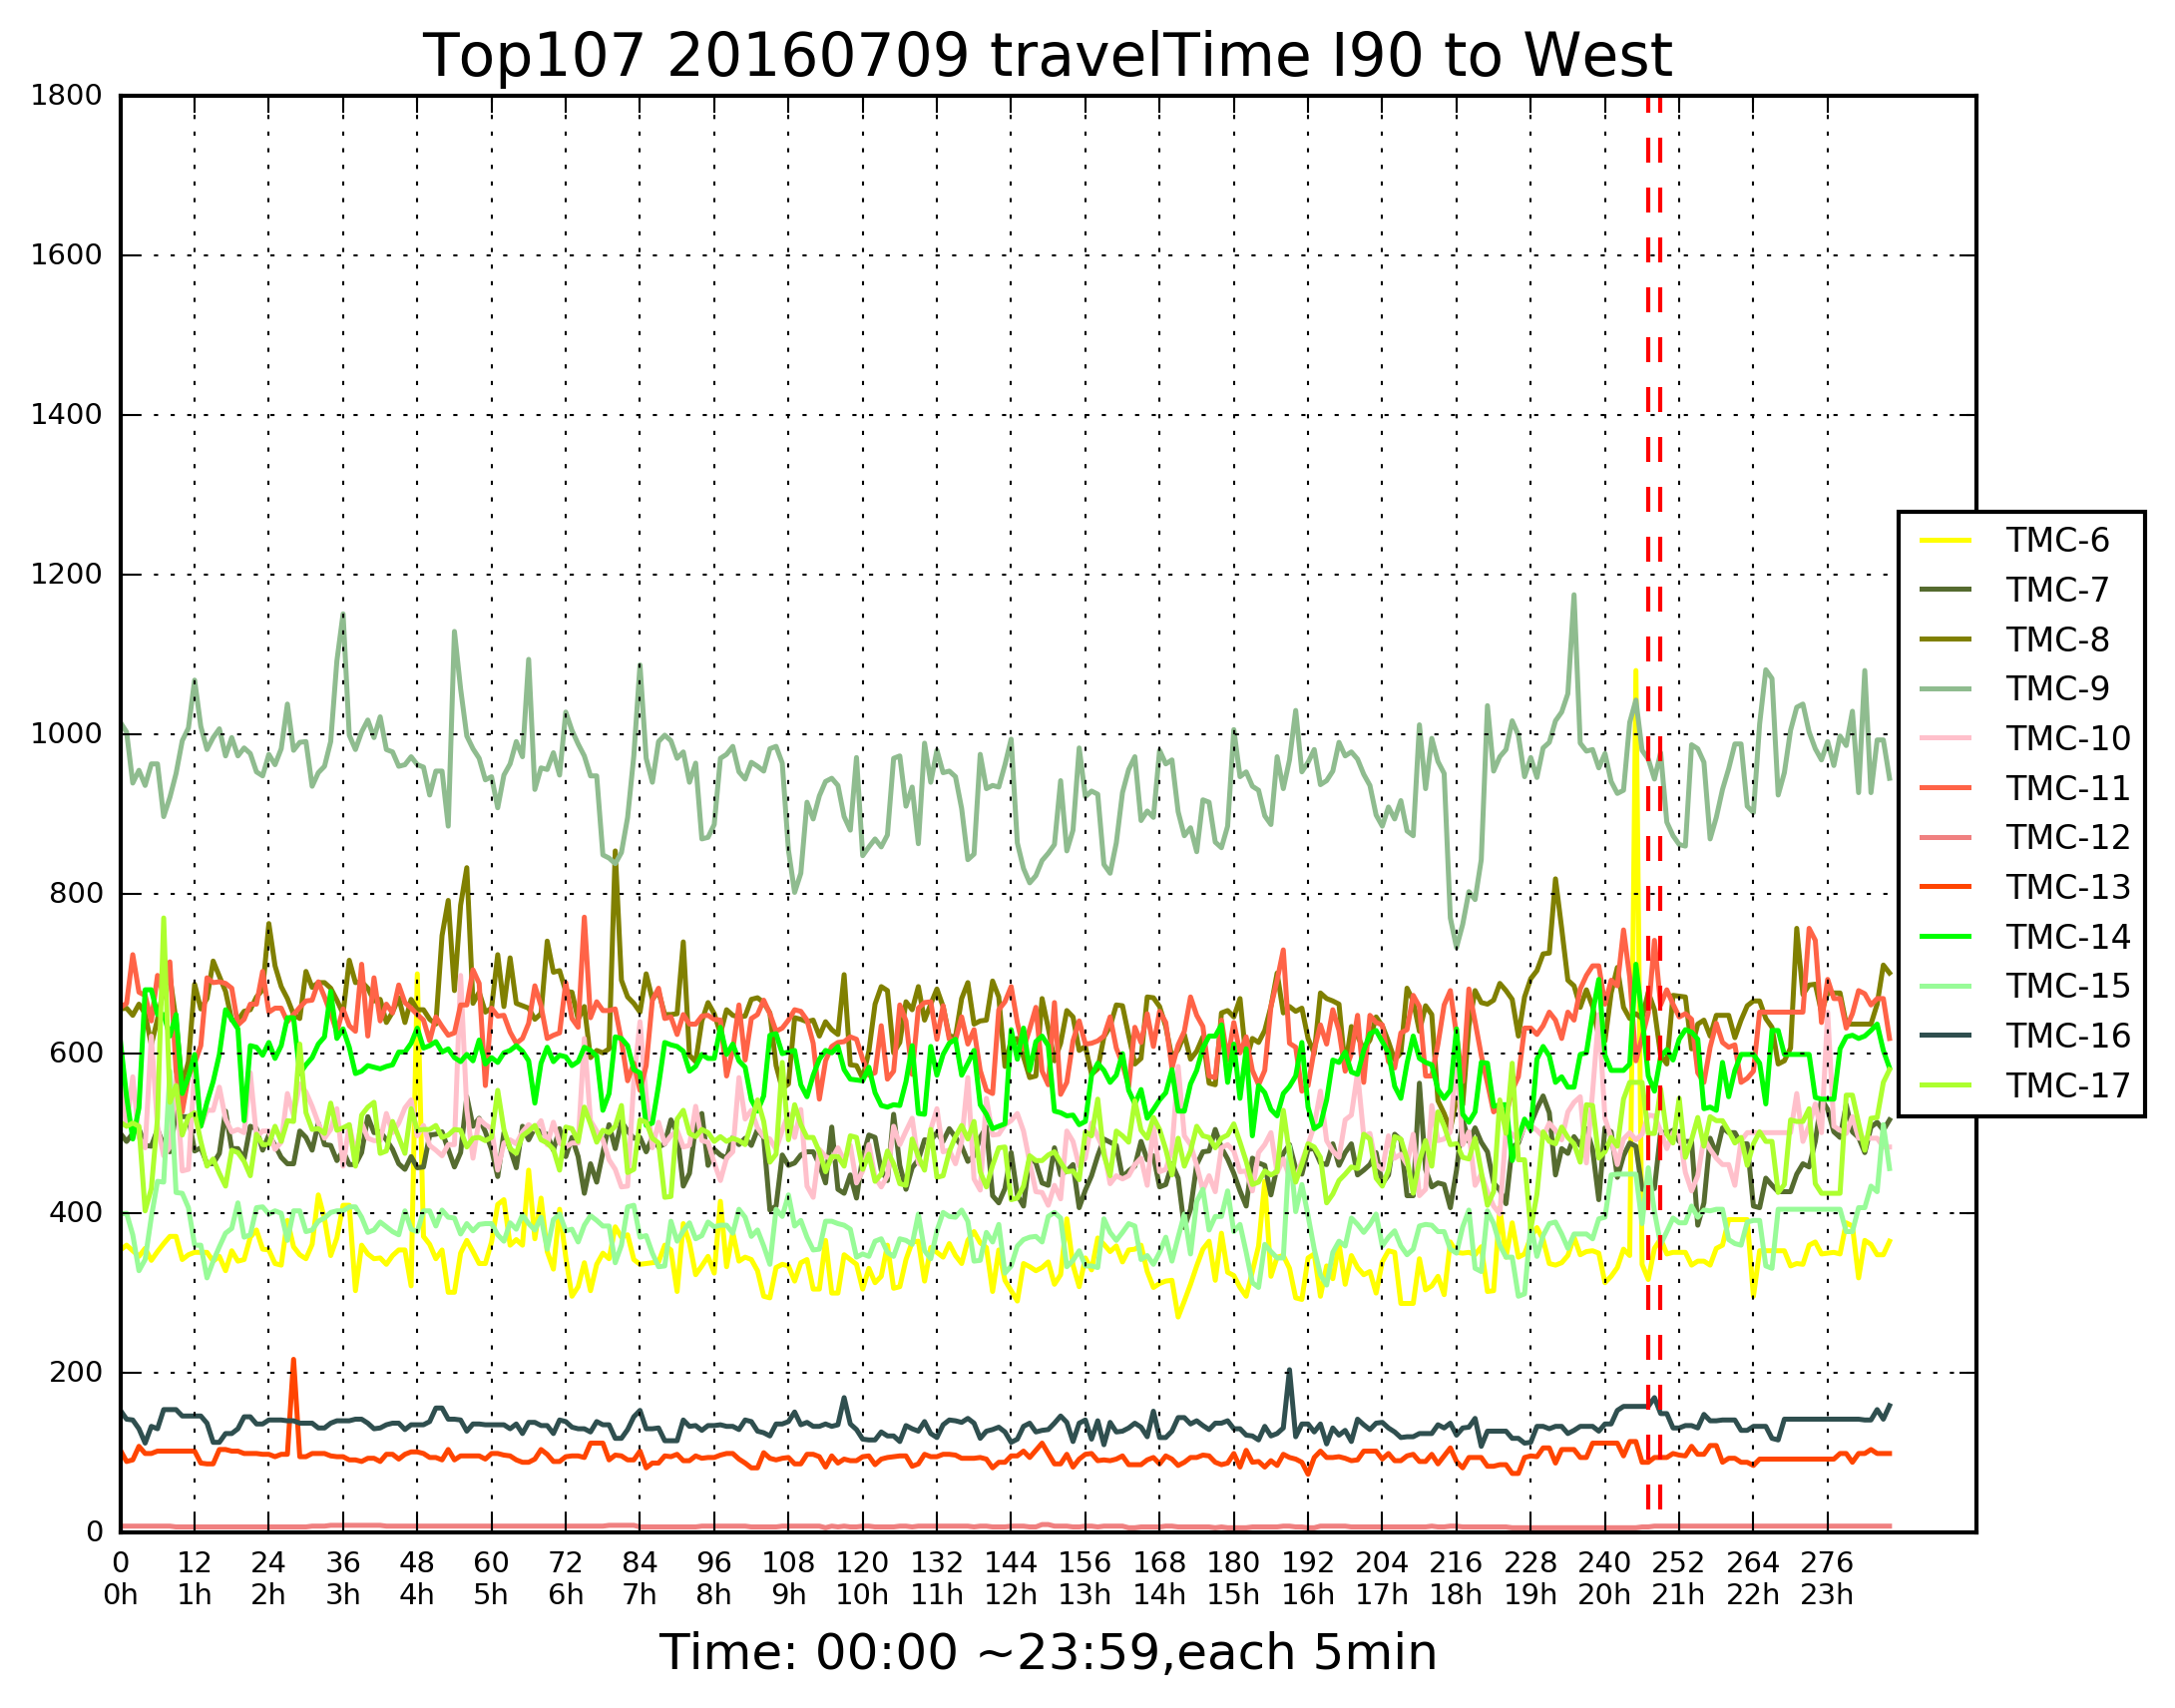 Top107 20160709 travelTime I90 to West
1800
1600
1400
1200
1000
800
600
400
200
0
TMC-6
TMC-7
TMC-8
TMC-9
TMC-10
TMC-11
TMC-12
TMC-13
TMC-14
TMC-15
TMC-16
TMC-17
0 12 24 36 48 60 72 84 96 108 120 132 144 156 168 180 192 204 216 228 240 252 264 276
0h 1h 2h 3h 4h 5h 6h 7h 8h 9h 10h 11h 12h 13h 14h 15h 16h 17h 18h 19h 20h 21h 22h 23h
Time: 00:00 ~23:59,each 5min